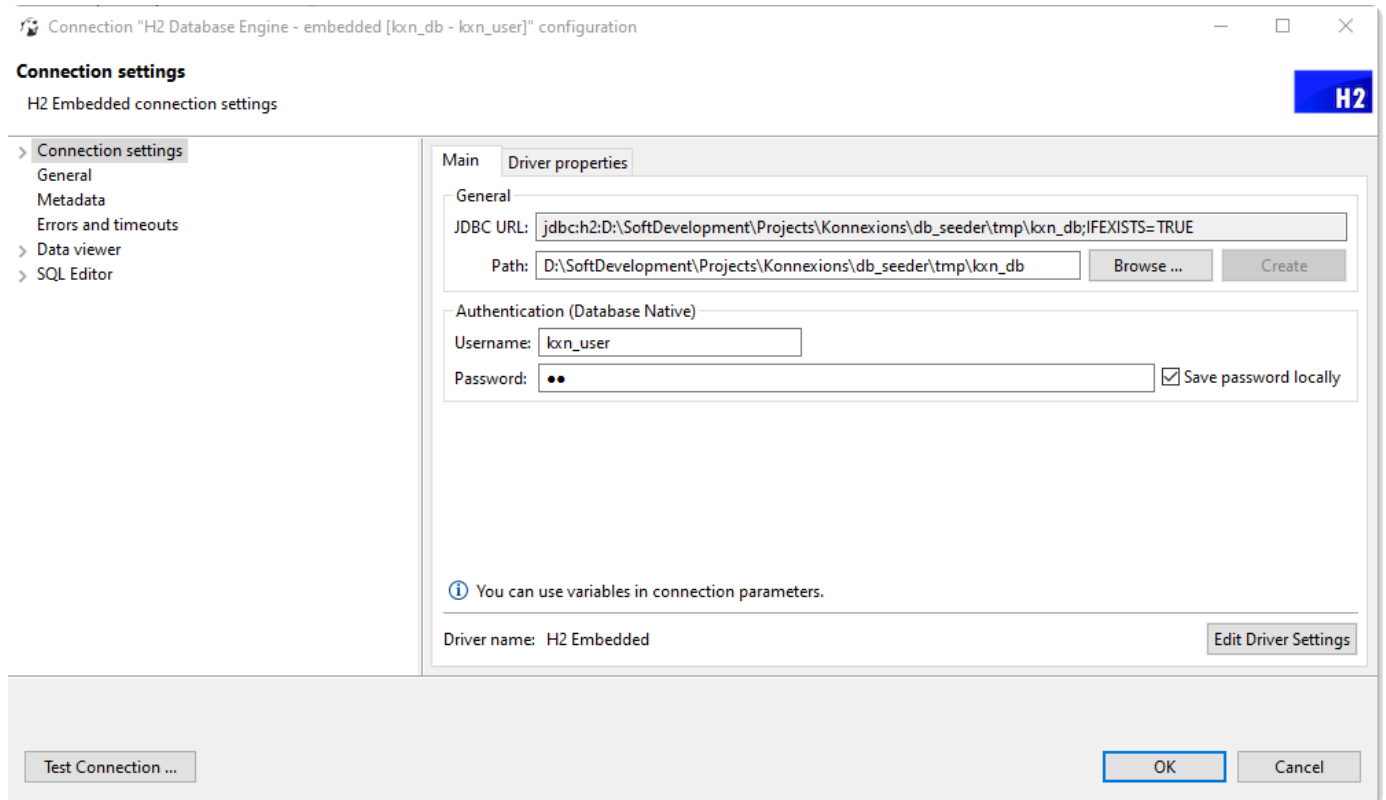 Connection "H2 Database Engine - embedded [kxn_db - kxn_user]" configuration
Connection settings
H2 Embedded connection settings
H2
Connection settings
General
Metadata
Errors and timeouts
Data viewer
SQL Editor
Main
Driver properties
General
JDBC URL: jdbc:h2:D:\SoftDevelopment\Projects\Konnexions\db_seeder\tmp\kxn_db;IFEXISTS=TRUE
Path: D:\SoftDevelopment\Projects\Konnexions\db_seeder\tmp\kxn_db Browse ... Create
Authentication (Database Native)
Username: kxn_user
Password: ●● Save password locally
You can use variables in connection parameters.
Driver name: H2 Embedded Edit Driver Settings
Test Connection ... OK Cancel